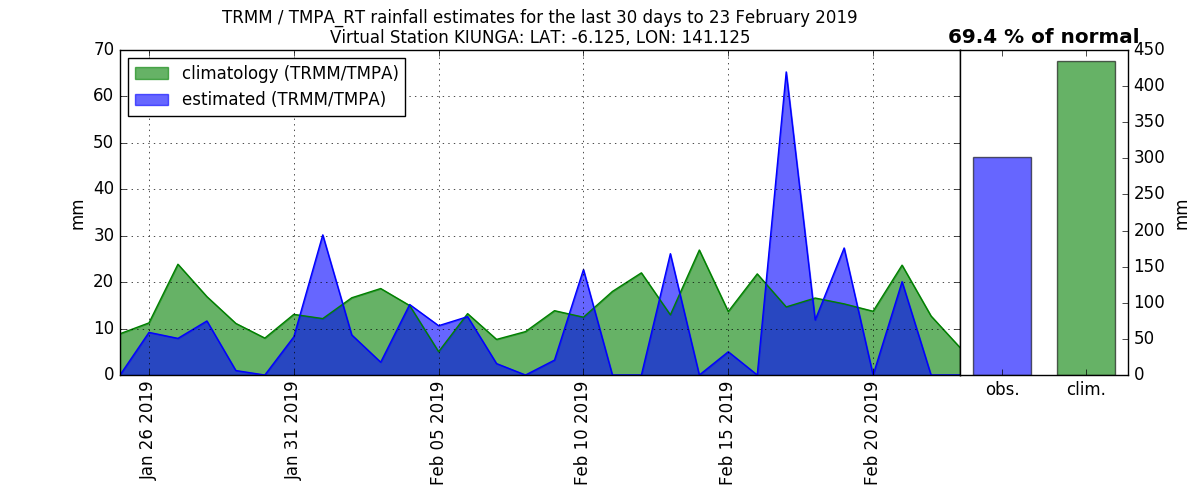 TRMM / TMPA_RT rainfall estimates for the last 30 days to 23 February 2019
Virtual Station KIUNGA: LAT: -6.125, LON: 141.125
69.4 % of normal
climatology (TRMM/TMPA)
estimated (TRMM/TMPA)
70
60
50
40
30
20
10
0
mm
Jan 26 2019
Jan 31 2019
Feb 05 2019
Feb 10 2019
Feb 15 2019
Feb 20 2019
obs.
clim.
450
400
350
300
250
200
150
100
50
0
mm